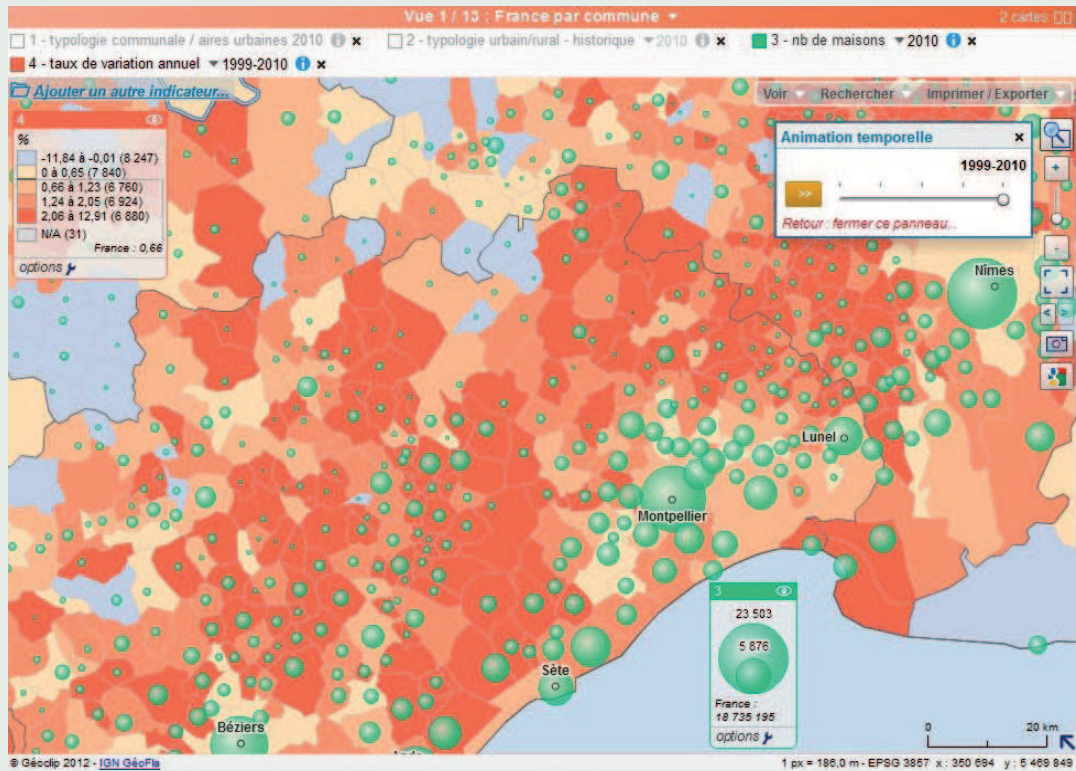 Vue 1 / 13 : France par commune
2 cartes
1 - typologie communale / aires urbaines 2010
2 - typologie urbain/rural - historique 2010
3 - nb de maisons 2010
4 - taux de variation annuel 1999-2010
Ajouter un autre indicateur...
Voir Rechercher Imprimer / Exporter
4
%
-11,84 à -0,01 (8 247)
0 à 0,65 (7 840)
0,66 à 1,23 (6 760)
1,24 à 2,05 (6 924)
2,06 à 12,91 (6 880)
N/A (31)
France : 0,66
options
Animation temporelle
1999-2010
>>
Retour : fermer ce panneau...
+
-
< >
Nîmes
Lunel
Montpellier
Sète
Béziers
3
23 503
5 876
France :
18 735 195
options
0 20 km
© Géoclip 2012 - IGN GéoFla
1 px = 186,0 m - EPSG 3857 x : 350 694 y : 5 469 849